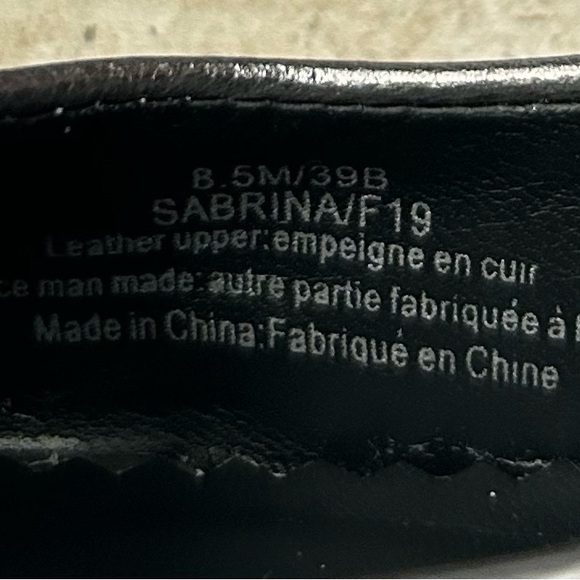 8.5M/39B
SABRINA/F19
Leather upper:empeigne en cuir
ce man made:autre partie fabriquée à
Made in China:Fabriqué en Chine